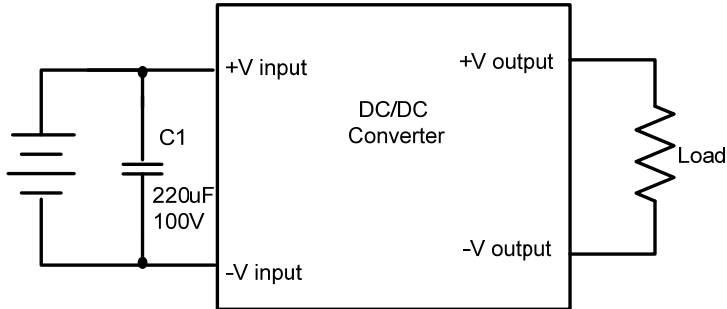 +V input
+V output
DC/DC
Converter
C1
Load
220uF
100V
-V input
-V output